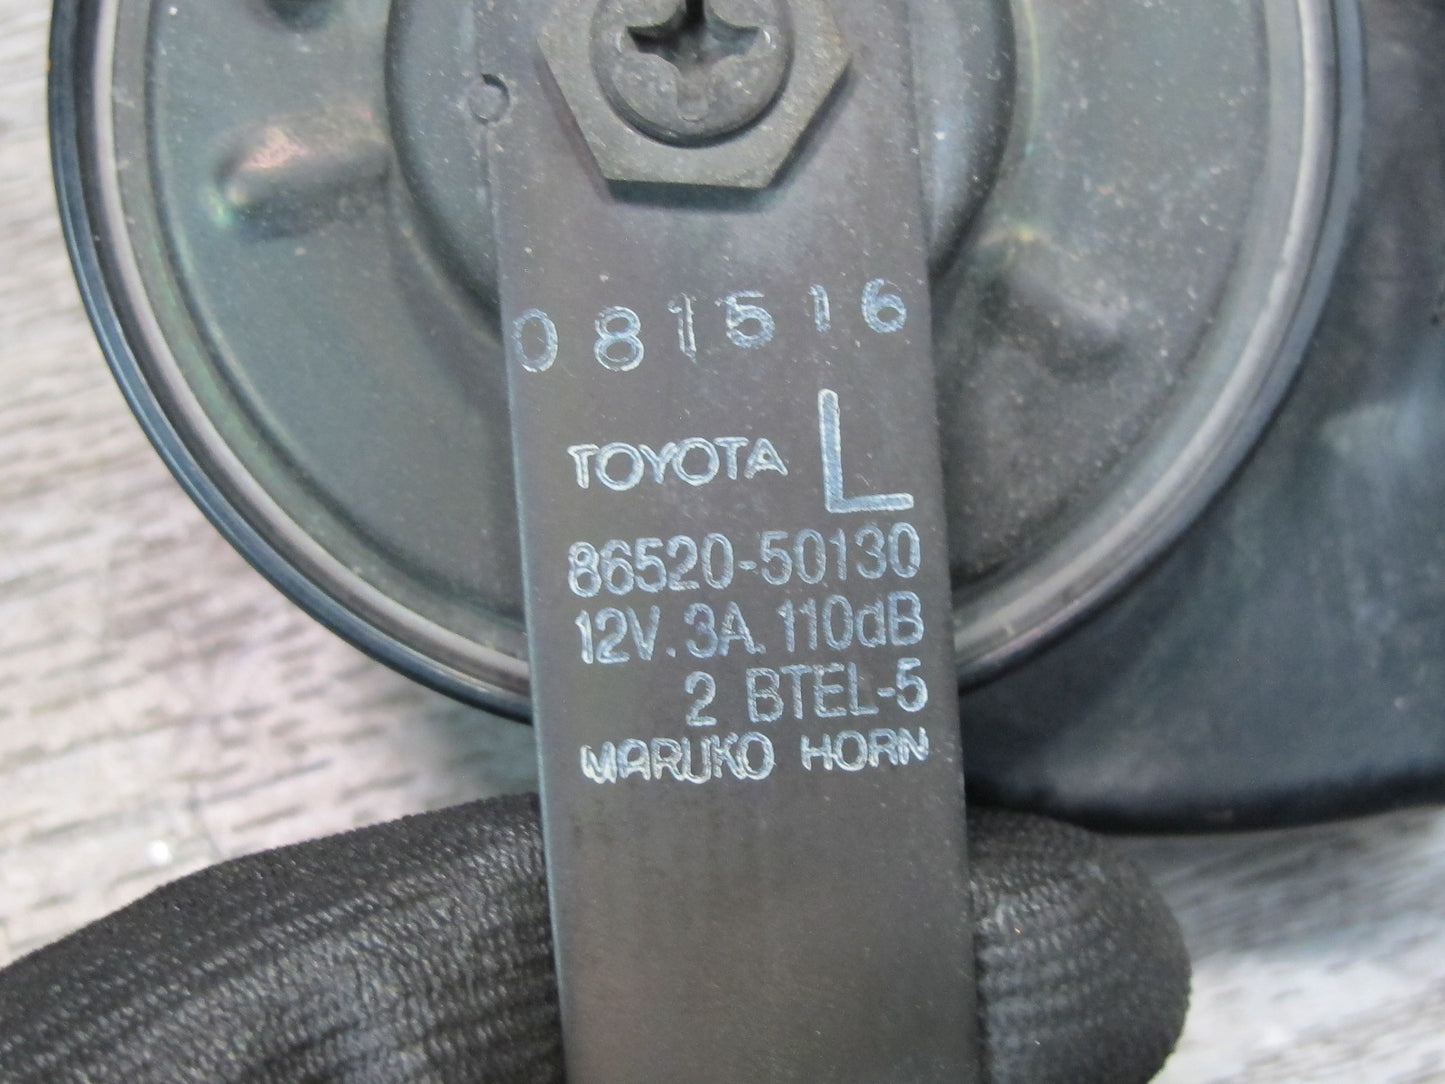 081516
TOYOTA L
86520-50130
12V. 3A. 110dB
2 BTEL-5
MARUKO HORN